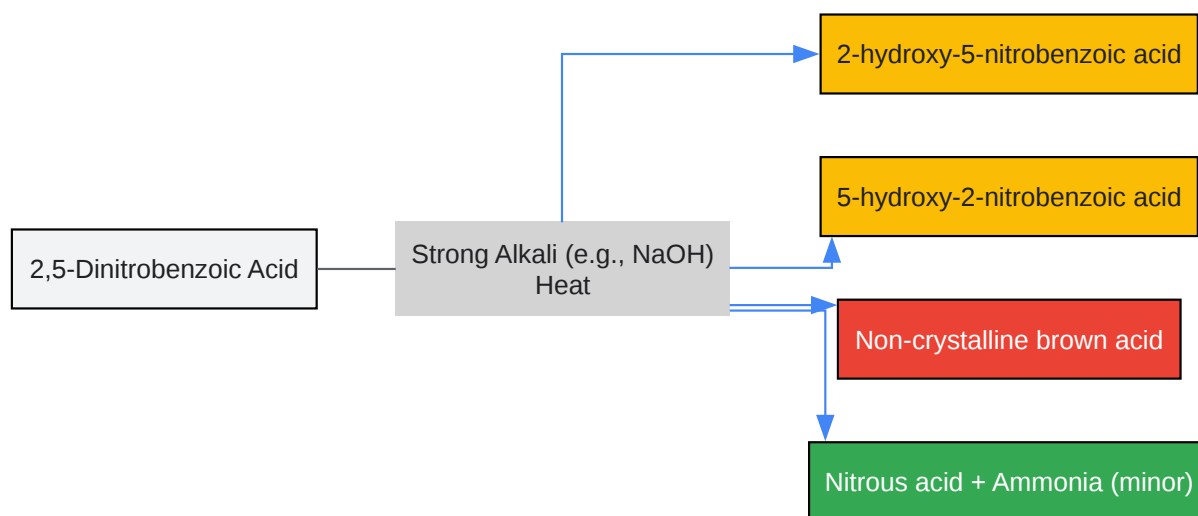 2-hydroxy-5-nitrobenzoic acid
5-hydroxy-2-nitrobenzoic acid
2,5-Dinitrobenzoic Acid
Strong Alkali (e.g., NaOH)
Heat
Non-crystalline brown acid
Nitrous acid + Ammonia (minor)